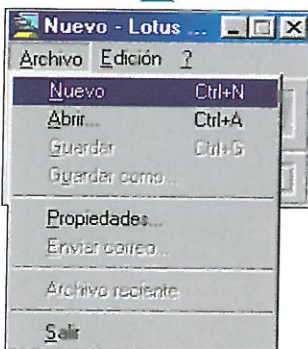 Nuevo - Lotus ...
Archivo Edición ?
Nuevo Ctrl+N
Abrir... Ctrl+A
Guardar Ctrl+G
Guardar como...
Propiedades...
Enviar correo...
Archivo reciente
Salir